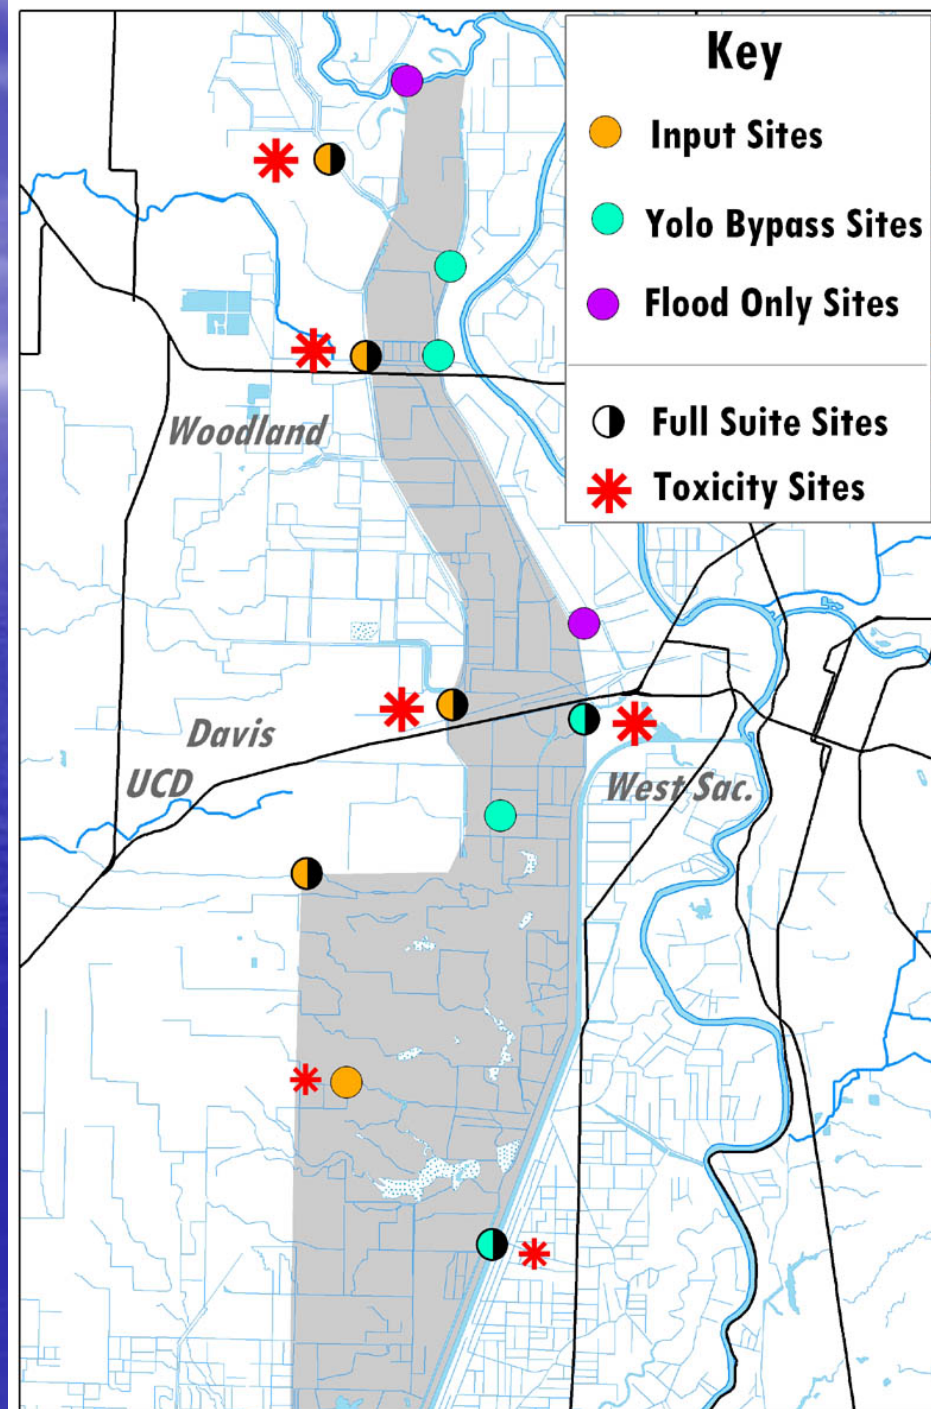 Key
Input Sites
Yolo Bypass Sites
Flood Only Sites
Full Suite Sites
Toxicity Sites
Woodland
Davis
UCD
West Sac.